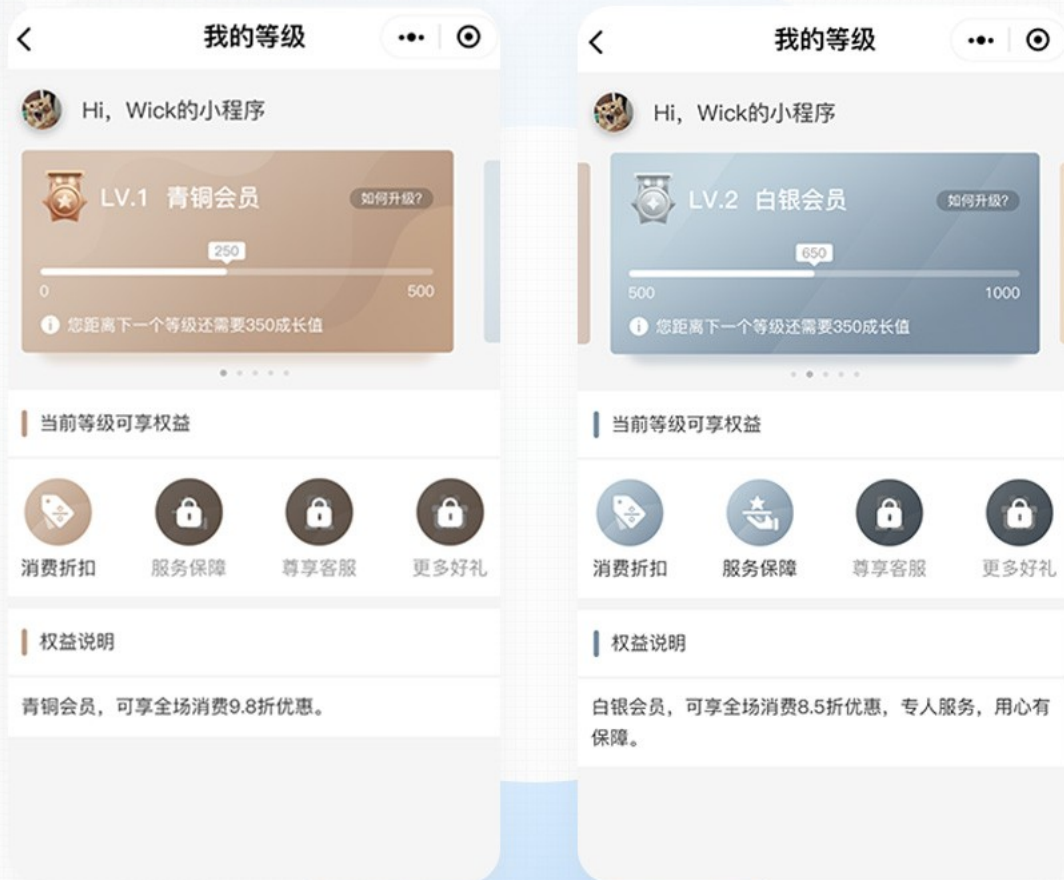 我的等级
Hi，Wick的小程序
LV.1 青铜会员 如何升级?
250
0 500
您距离下一个等级还需要350成长值
当前等级可享权益
消费折扣 服务保障 尊享客服 更多好礼
权益说明
青铜会员，可享全场消费9.8折优惠。
我的等级
Hi，Wick的小程序
LV.2 白银会员 如何升级?
650
500 1000
您距离下一个等级还需要350成长值
当前等级可享权益
消费折扣 服务保障 尊享客服 更多好礼
权益说明
白银会员，可享全场消费8.5折优惠，专人服务，用心有
保障。